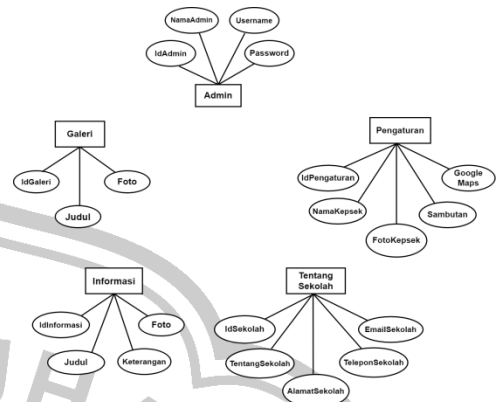 NamaAdmin
Username
IdAdmin
Password
Admin
Galeri
Pengaturan
IdGaleri
Foto
Judul
IdPengaturan
Google
Maps
NamaKepsek
Sambutan
FotoKepsek
Informasi
Tentang
Sekolah
IdInformasi
Foto
Judul
Keterangan
IdSekolah
EmailSekolah
TentangSekolah
TeleponSekolah
AlamatSekolah